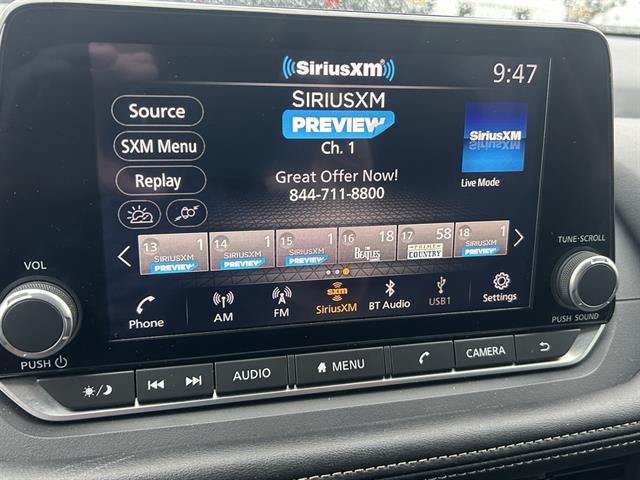 SiriusXM
9:47
Source
SXM Menu
Replay
SIRIUSXM
PREVIEW
Ch. 1
Great Offer Now!
844-711-8800
SiriusXM
Live Mode
13 1
SIRIUSXM
PREVIEW
14 1
SIRIUSXM
PREVIEW
15 1
SIRIUSXM
PREVIEW
16 18
THE
BEATLES
17 58
PRIME
COUNTRY
18 1
SIRIUSXM
PREVIEW
Phone
AM
FM
sxm
SiriusXM
BT Audio
USB1
Settings
VOL
PUSH
TUNE·SCROLL
PUSH SOUND
AUDIO
MENU
CAMERA